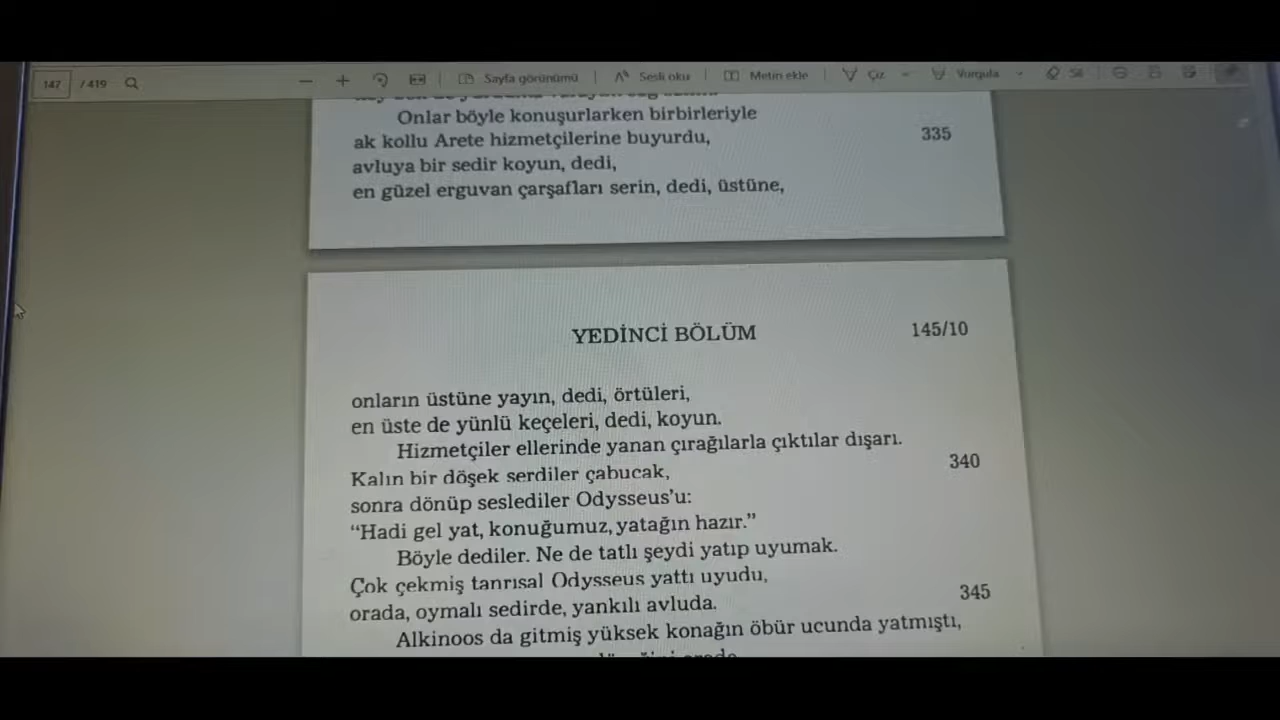 147 / 419 Sayfa görünümü Sesli oku Metin ekle Çiz Vurgula Sil
Onlar böyle konuşurlarken birbirleriyle
ak kollu Arete hizmetçilerine buyurdu, 335
avluya bir sedir koyun, dedi,
en güzel erguvan çarşafları serin, dedi, üstüne,
YEDİNCİ BÖLÜM 145/10
onların üstüne yayın, dedi, örtüleri,
en üste de yünlü keçeleri, dedi, koyun.
Hizmetçiler ellerinde yanan çırağılarla çıktılar dışarı.
Kalın bir döşek serdiler çabucak, 340
sonra dönüp seslediler Odysseus'u:
“Hadi gel yat, konuğumuz, yatağın hazır.”
Böyle dediler. Ne de tatlı şeydi yatıp uyumak.
Çok çekmiş tanrısal Odysseus yattı uyudu,
orada, oymalı sedirde, yankılı avluda. 345
Alkinoos da gitmiş yüksek konağın öbür ucunda yatmıştı,